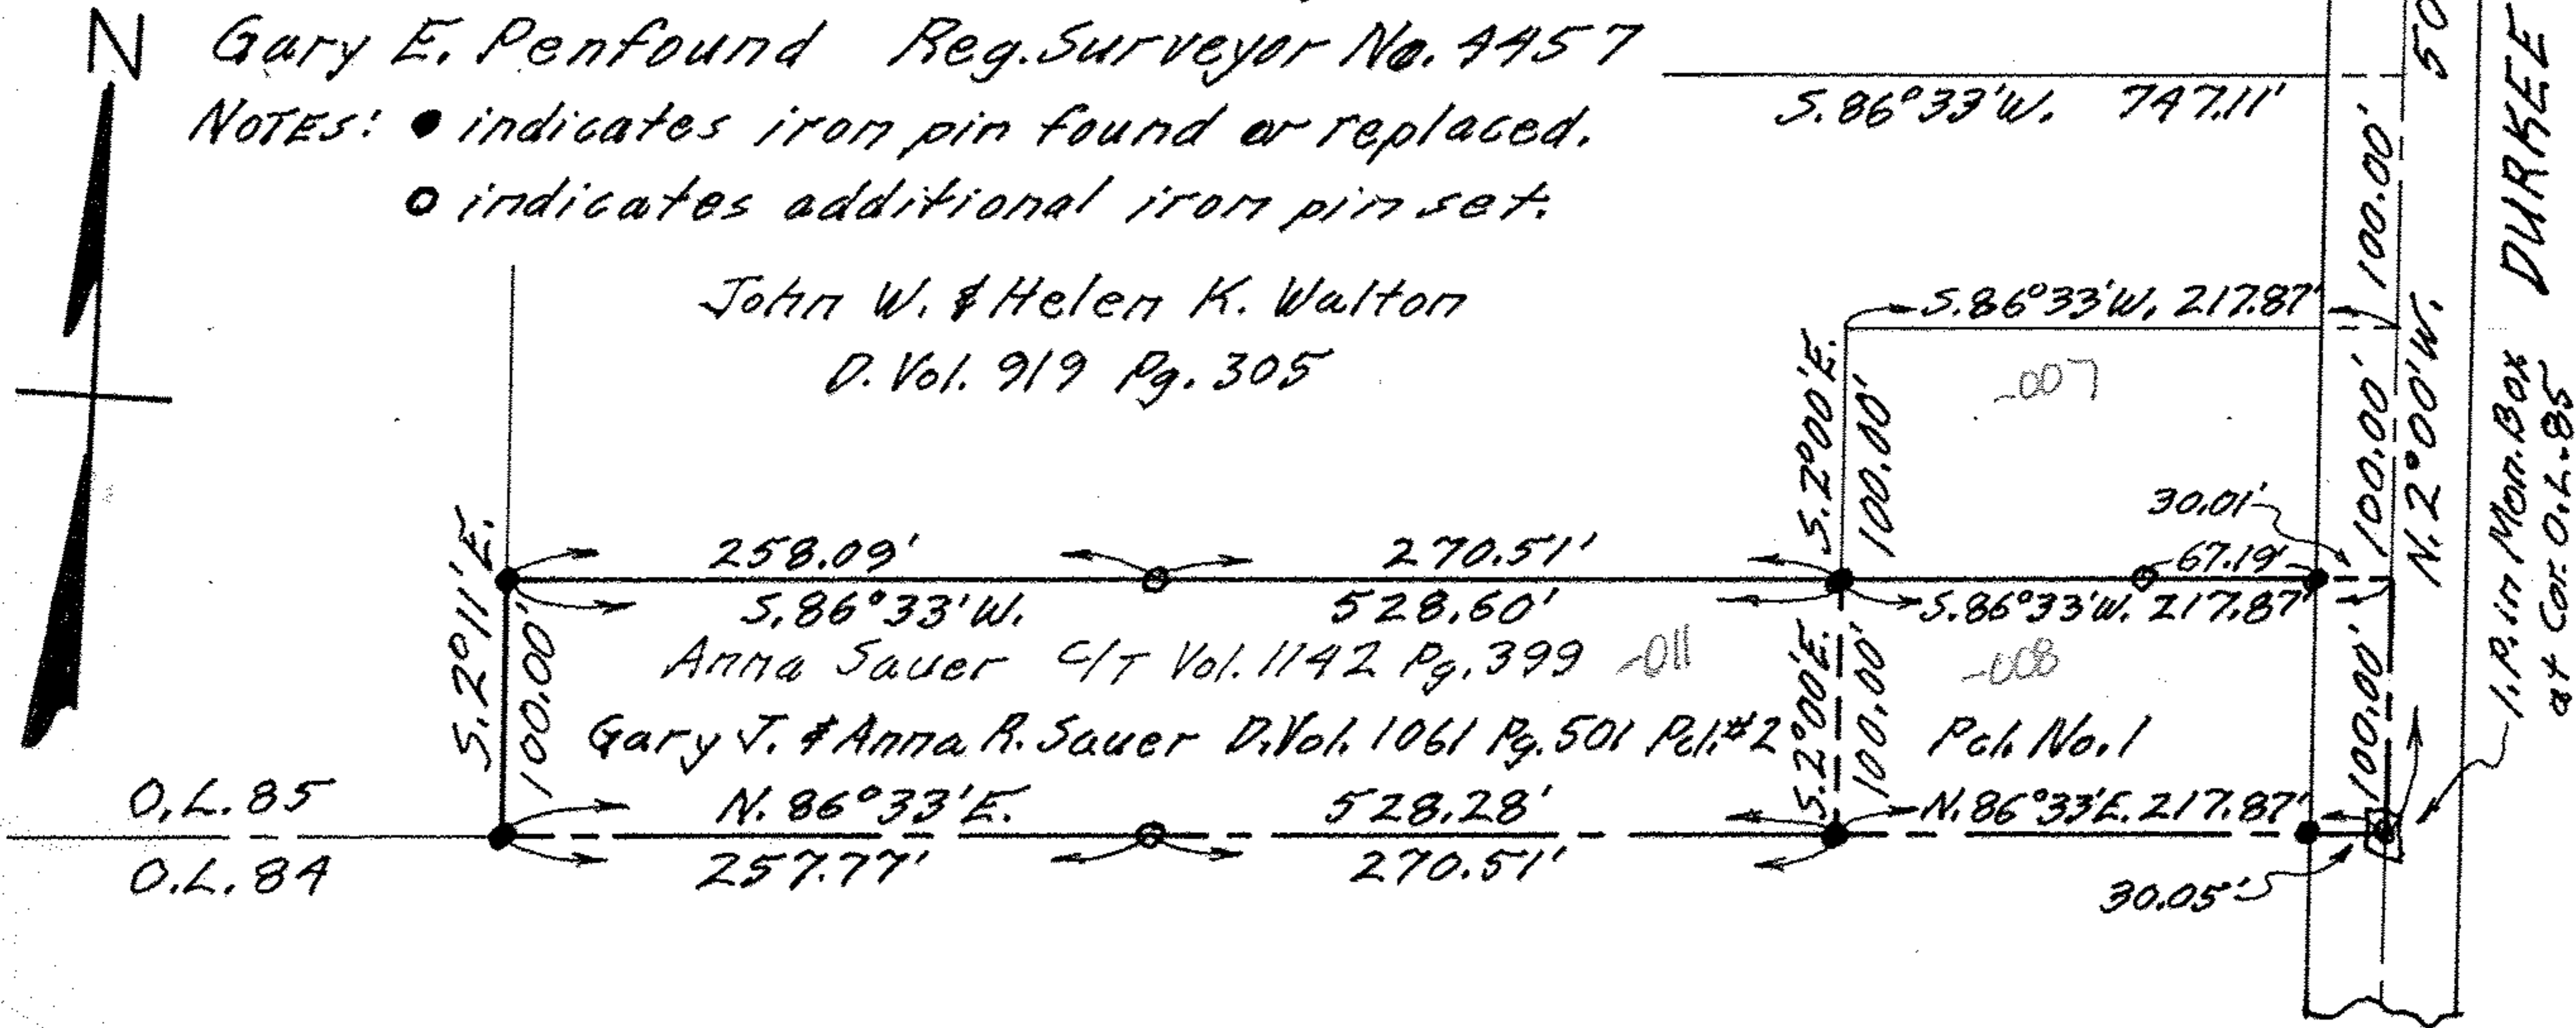 N
Gary E. Penfound Reg. Surveyor No. 4457
NOTES: ● indicates iron pin found or replaced.
o indicates additional iron pin set.
S. 86°33'W. 747.11'
50
DURKEE
100.00'
John W. & Helen K. Walton
D. Vol. 919 Pg. 305
S. 86°33'W. 217.87'
S. 2°00'E.
100.00'
-007
100.00'
N. 2°00'W.
I.P. in Mon. Box
at Cor. O.L.-85
30.01'
67.19'
S. 2°11'E.
100.00'
258.09'
270.51'
S. 86°33'W.
528.60'
S. 86°33'W. 217.87'
Anna Sauer C/T Vol. 1142 Pg. 399 -011
-008
Gary J. & Anna R. Sauer D. Vol. 1061 Pg. 501 Pcl. #2
S. 2°00'E.
100.00'
Pcl. No. 1
100.00'
O.L. 85
N. 86°33'E.
528.28'
N. 86°33'E. 217.87'
O.L. 84
257.77'
270.51'
30.05'